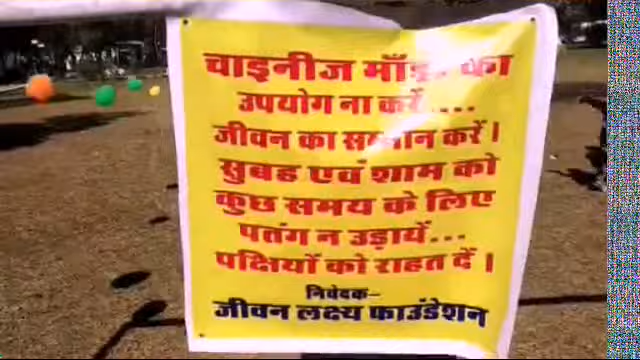 चाइनीज का
उपयोग ना करें....
जीवन का सम्मान करें।
सुबह एवं शाम को
कुछ समय के लिए
पतंग न उड़ायें...
पक्षियों को राहत दें।
निवेदक-
जीवन लक्ष्य फाउंडेशन